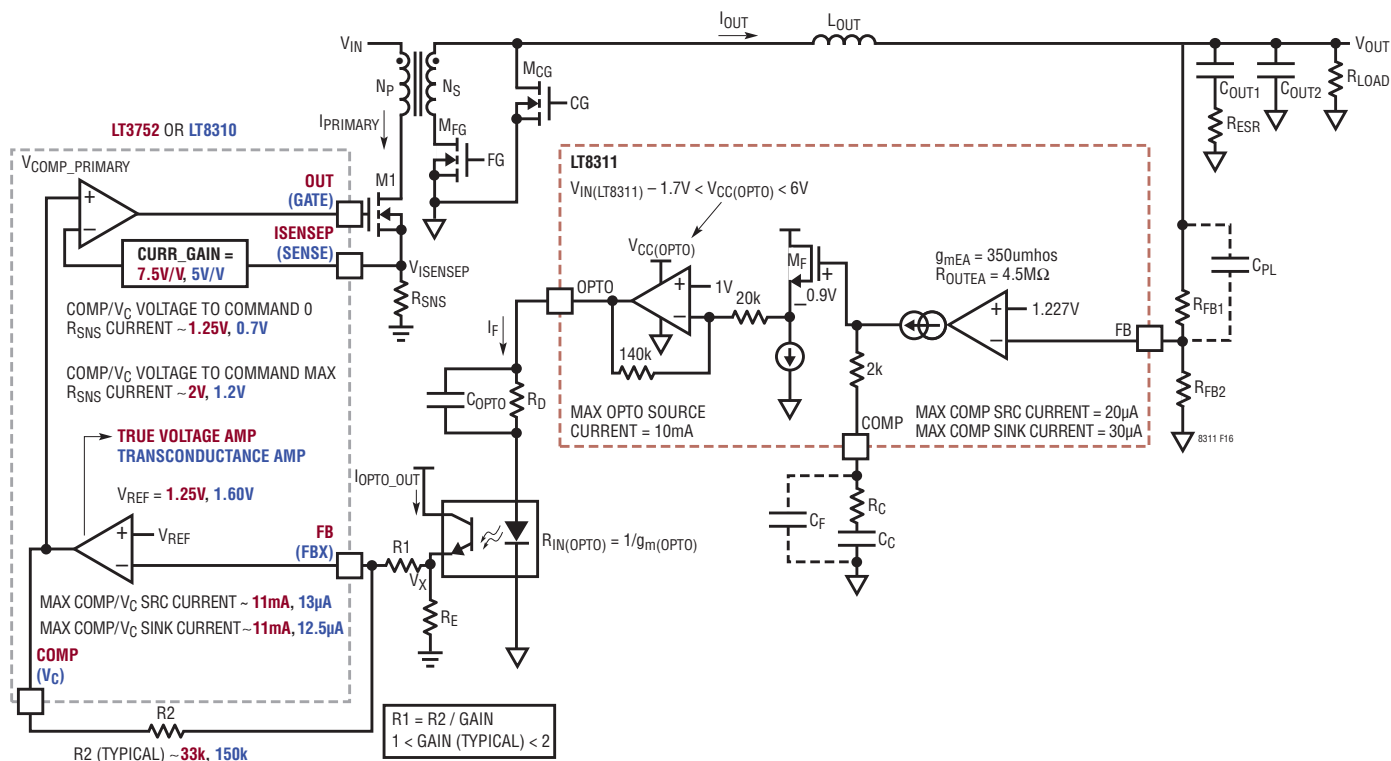 I_OUT
L_OUT
V_IN
V_OUT
N_P
N_S
M_CG
CG
C_OUT1
C_OUT2
R_LOAD
R_ESR
I_PRIMARY
M_FG
FG
LT3752 OR LT8310
V_COMP_PRIMARY
+
–
OUT
(GATE)
M1
ISENSEP
(SENSE)
CURR_GAIN =
7.5V/V, 5V/V
V_ISENSEP
R_SNS
COMP/V_C VOLTAGE TO COMMAND 0
R_SNS CURRENT ~1.25V, 0.7V
COMP/V_C VOLTAGE TO COMMAND MAX
R_SNS CURRENT ~2V, 1.2V
TRUE VOLTAGE AMP
TRANSCONDUCTANCE AMP
V_REF = 1.25V, 1.60V
+
–
V_REF
FB
(FBX)
MAX COMP/V_C SRC CURRENT ~ 11mA, 13µA
MAX COMP/V_C SINK CURRENT~11mA, 12.5µA
COMP
(V_C)
R2
R2 (TYPICAL) ~33k, 150k
R1 = R2 / GAIN
1 < GAIN (TYPICAL) < 2
LT8311
V_IN(LT8311) – 1.7V < V_CC(OPTO) < 6V
V_CC(OPTO)
OPTO
+
–
1V
20k
140k
M_F
+
0.9V
–
g_mEA = 350umhos
R_OUTEA = 4.5MΩ
+
–
1.227V
FB
2k
COMP
MAX OPTO SOURCE
CURRENT = 10mA
MAX COMP SRC CURRENT = 20µA
MAX COMP SINK CURRENT = 30µA
C_PL
R_FB1
R_FB2
8311 F16
I_F
C_OPTO
R_D
I_OPTO_OUT
R1
V_X
R_E
R_IN(OPTO) = 1/g_m(OPTO)
C_F
R_C
C_C